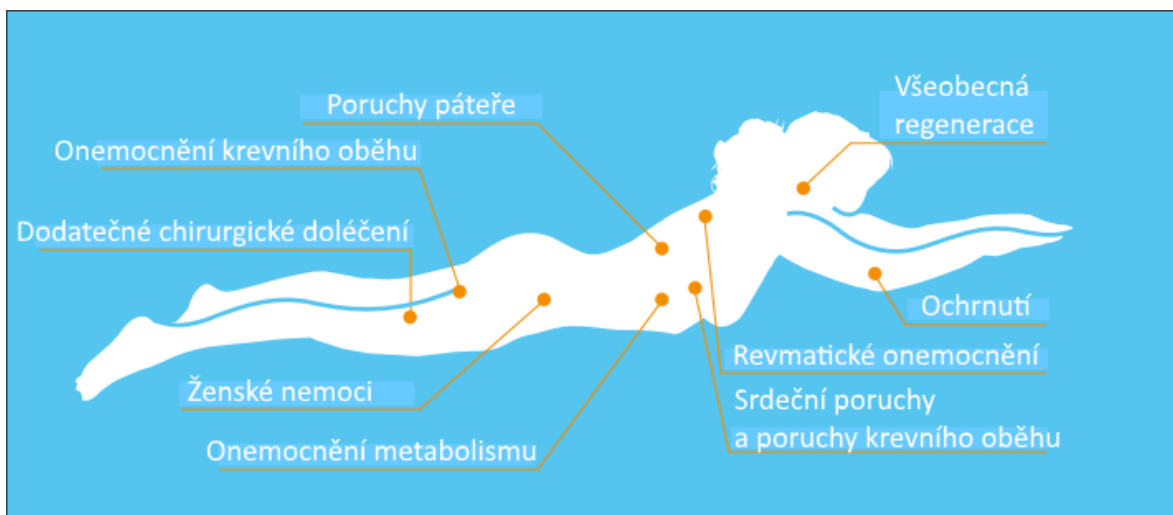 Všeobecná
regenerace
Poruchy páteře
Onemocnění krevního oběhu
Dodatečné chirurgické doléčení
Ochrnutí
Revmatické onemocnění
Ženské nemoci
Srdeční poruchy
a poruchy krevního oběhu
Onemocnění metabolismu